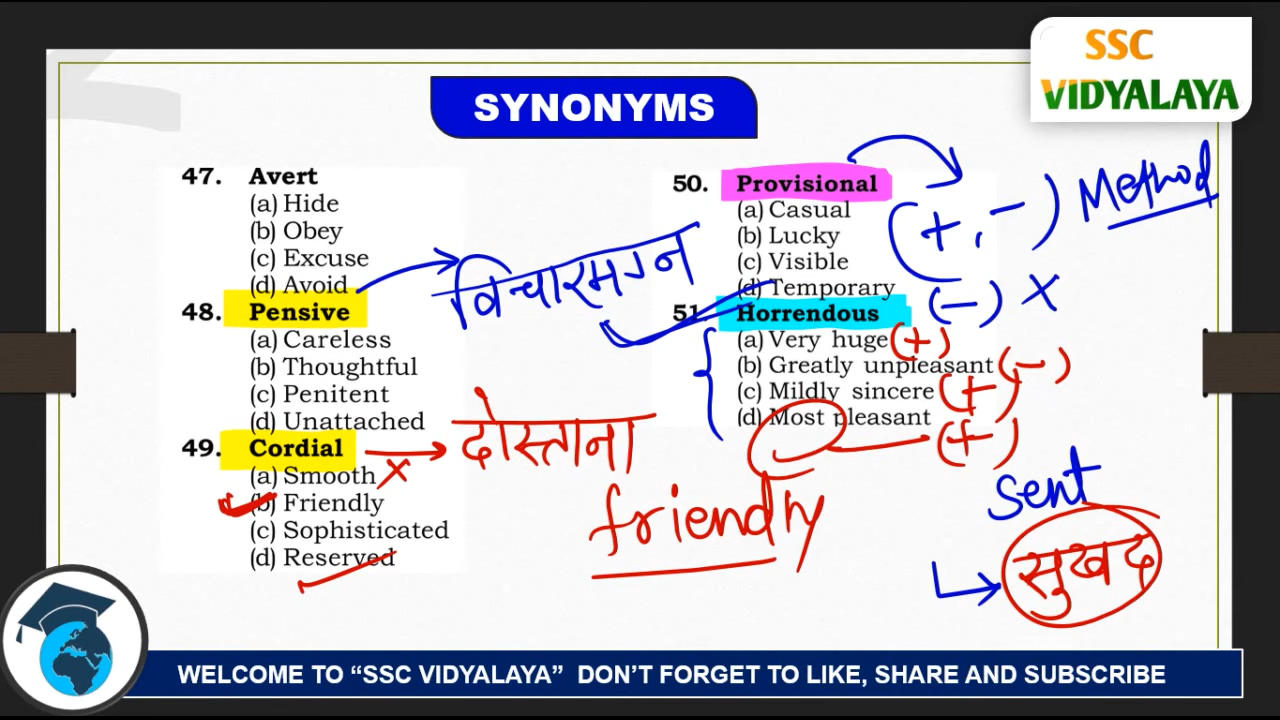 SSC
VIDYALAYA
SYNONYMS
47. Avert
(a) Hide
(b) Obey
(c) Excuse
(d) Avoid
48. Pensive
(a) Careless
(b) Thoughtful
(c) Penitent
(d) Unattached
49. Cordial
(a) Smooth
(b) Friendly
(c) Sophisticated
(d) Reserved
विचारमग्न
दोस्ताना
friendly
50. Provisional
(a) Casual
(b) Lucky
(c) Visible
(d) Temporary
51. Horrendous
(a) Very huge (+)
(b) Greatly unpleasant (-)
(c) Mildly sincere (+)
(d) Most pleasant (+)
(+, -) Method
(-) ×
sent
सुखद
WELCOME TO “SSC VIDYALAYA” DON’T FORGET TO LIKE, SHARE AND SUBSCRIBE